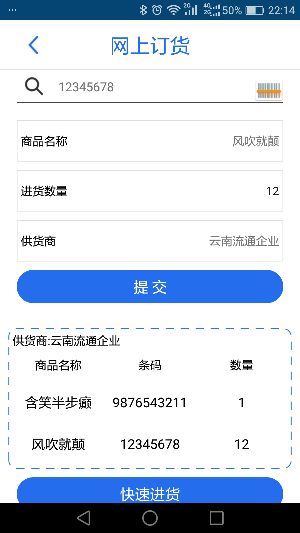 ... 2G 4G 2G 50% 22:14
网上订货
12345678
商品名称 风吹就颠
进货数量 12
供货商 云南流通企业
提交
供货商:云南流通企业
商品名称 条码 数量
含笑半步癫 9876543211 1
风吹就颠 12345678 12
快速进货